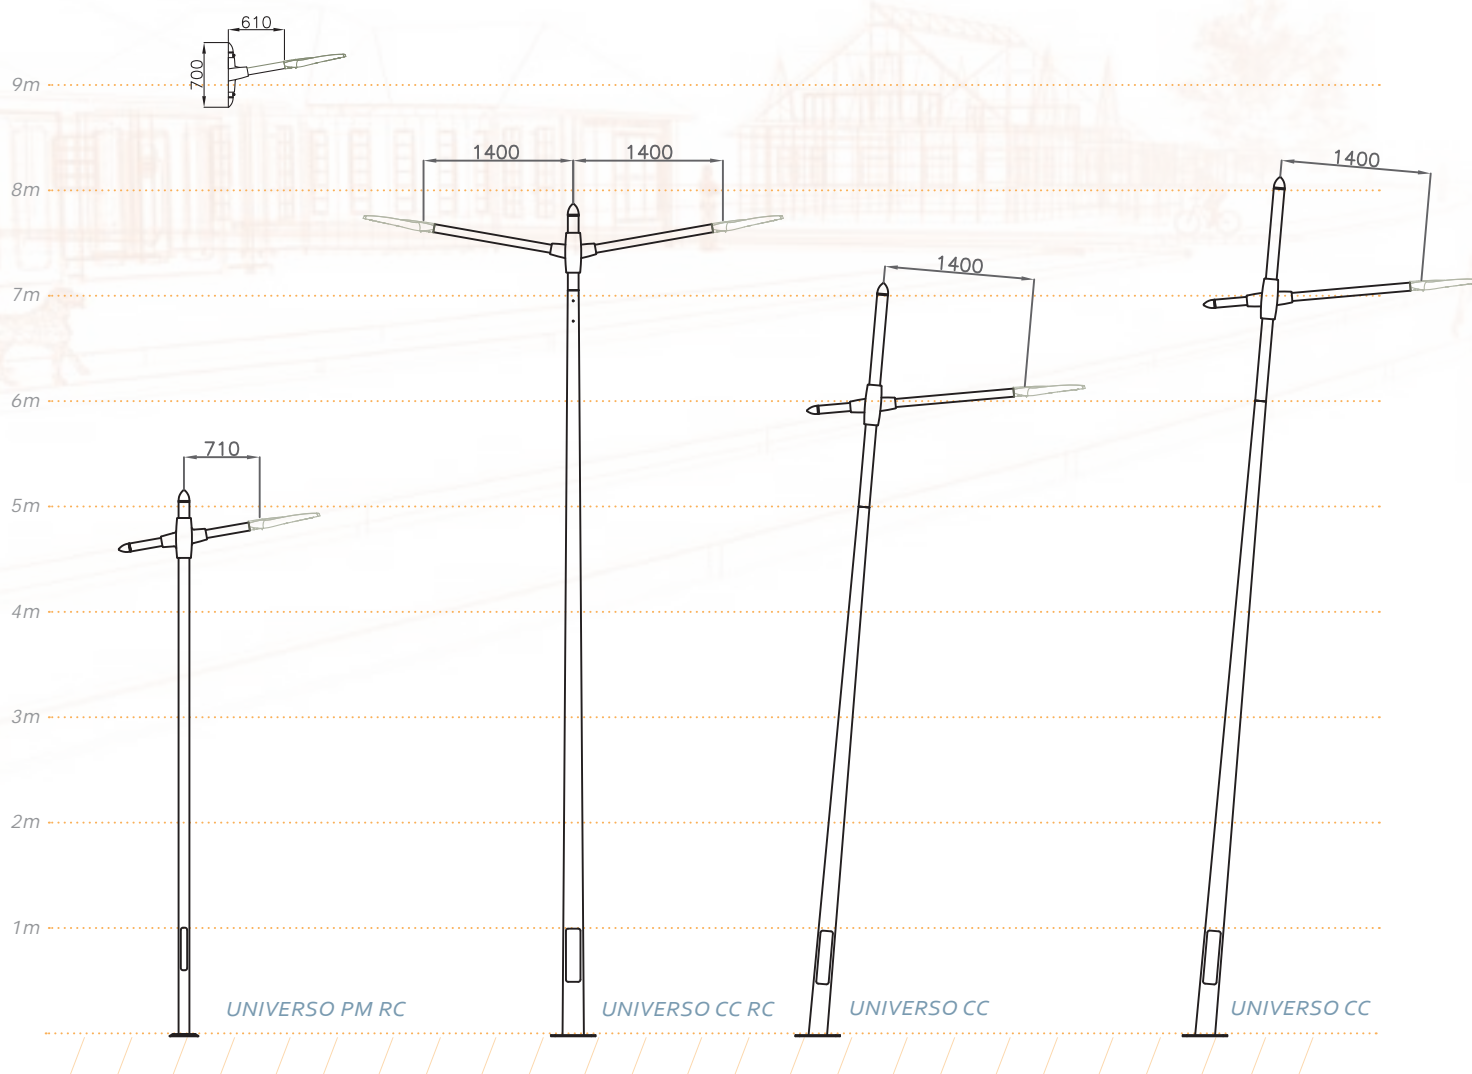 610
700
9m
1400
1400
1400
8m
1400
7m
6m
710
5m
4m
3m
2m
1m
UNIVERSO PM RC
UNIVERSO CC RC
UNIVERSO CC
UNIVERSO CC